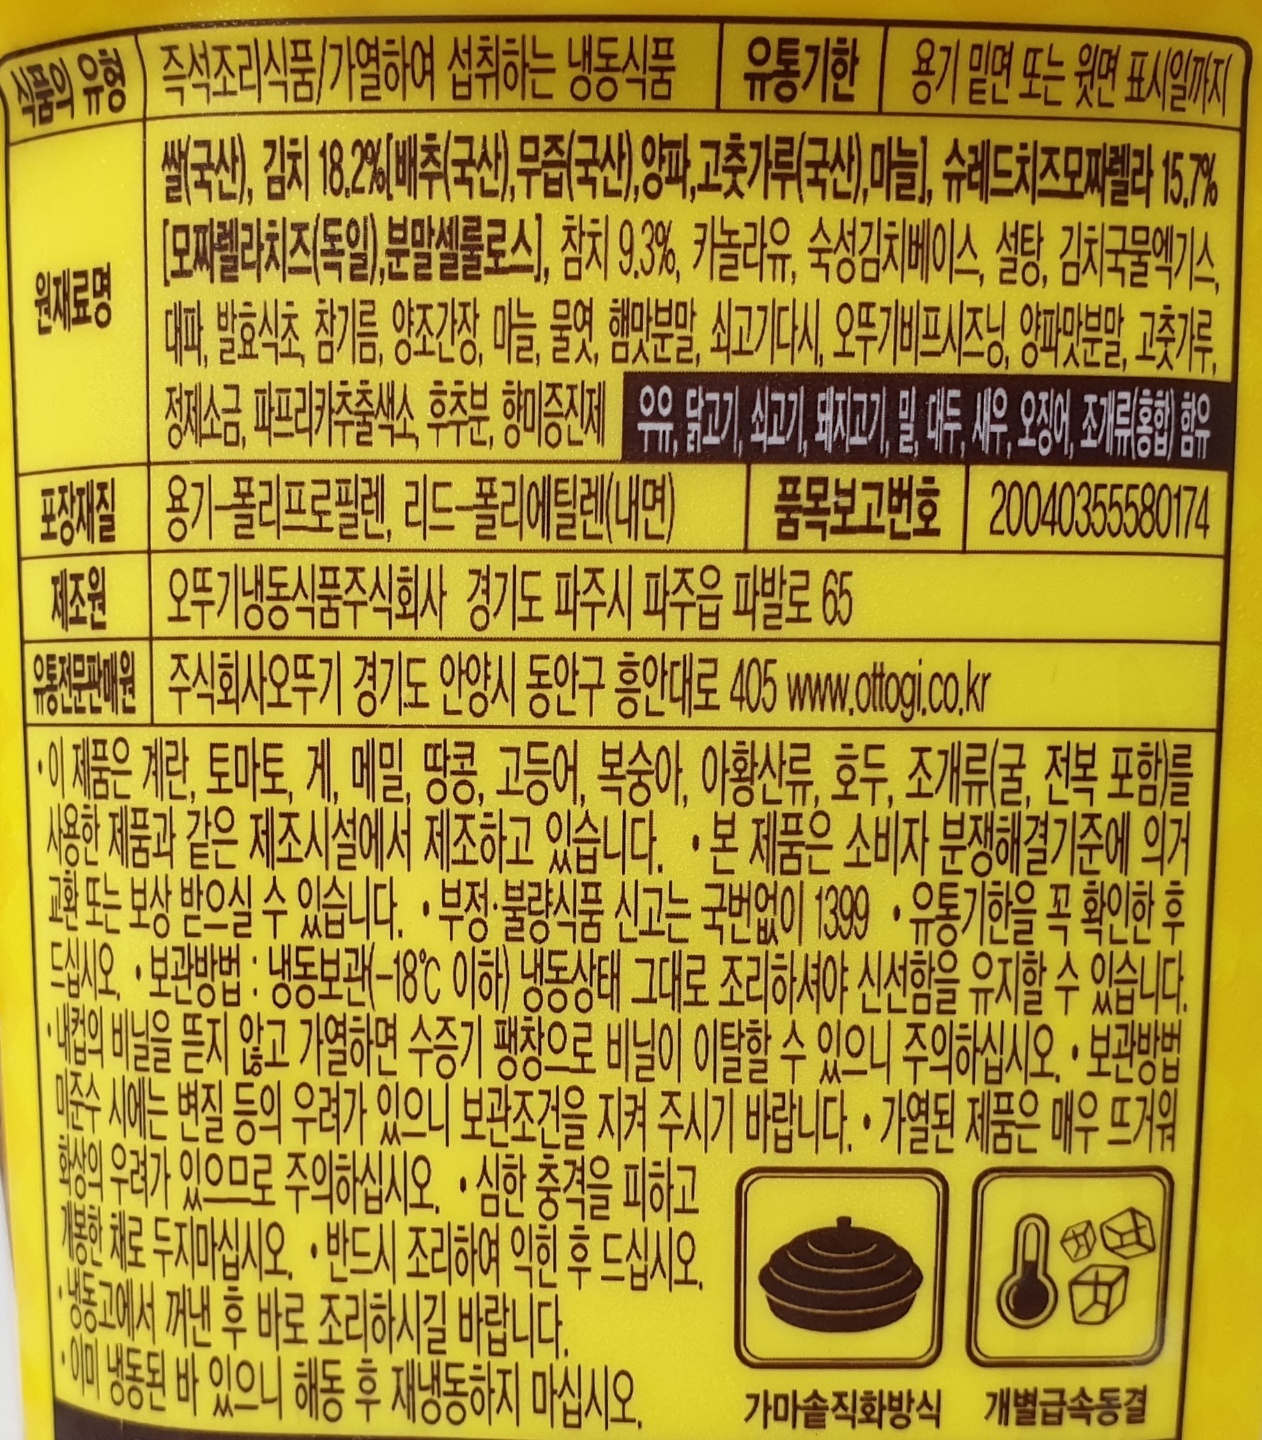 식품의 유형 즉석조리식품/가열하여 섭취하는 냉동식품 유통기한 용기 밑면 또는 윗면 표시일까지
원재료명
쌀(국산), 김치 18.2%[배추(국산),무즙(국산),양파,고춧가루(국산),마늘], 슈레드치즈모짜렐라 15.7%
[모짜렐라치즈(독일),분말셀룰로스], 참치 9.3%, 카놀라유, 숙성김치베이스, 설탕, 김치국물엑기스,
대파, 발효식초, 참기름, 양조간장, 마늘, 물엿, 햄맛분말, 쇠고기다시, 오뚜기비프시즈닝, 양파맛분말, 고춧가루,
정제소금, 파프리카추출색소, 후추분, 향미증진제 우유, 닭고기, 쇠고기, 돼지고기, 밀, 대두, 새우, 오징어, 조개류(홍합) 함유
포장재질 용기-폴리프로필렌, 리드-폴리에틸렌(내면) 품목보고번호 20040355580174
제조원 오뚜기냉동식품주식회사 경기도 파주시 파주읍 파발로 65
유통전문판매원 주식회사오뚜기 경기도 안양시 동안구 흥안대로 405 www.ottogi.co.kr
•이 제품은 계란, 토마토, 게, 메밀, 땅콩, 고등어, 복숭아, 아황산류, 호두, 조개류(굴, 전복 포함)를
사용한 제품과 같은 제조시설에서 제조하고 있습니다. •본 제품은 소비자 분쟁해결기준에 의거
교환 또는 보상 받으실 수 있습니다. •부정·불량식품 신고는 국번없이 1399 •유통기한을 꼭 확인한 후
드십시오. •보관방법 : 냉동보관(-18℃ 이하) 냉동상태 그대로 조리하셔야 신선함을 유지할 수 있습니다.
•내컵의 비닐을 뜯지 않고 가열하면 수증기 팽창으로 비닐이 이탈할 수 있으니 주의하십시오. •보관방법
미준수 시에는 변질 등의 우려가 있으니 보관조건을 지켜 주시기 바랍니다. •가열된 제품은 매우 뜨거워
화상의 우려가 있으므로 주의하십시오. •심한 충격을 피하고
개봉한 채로 두지마십시오. •반드시 조리하여 익힌 후 드십시오.
•냉동고에서 꺼낸 후 바로 조리하시길 바랍니다.
•이미 냉동된 바 있으니 해동 후 재냉동하지 마십시오.
가마솥직화방식 개별급속동결